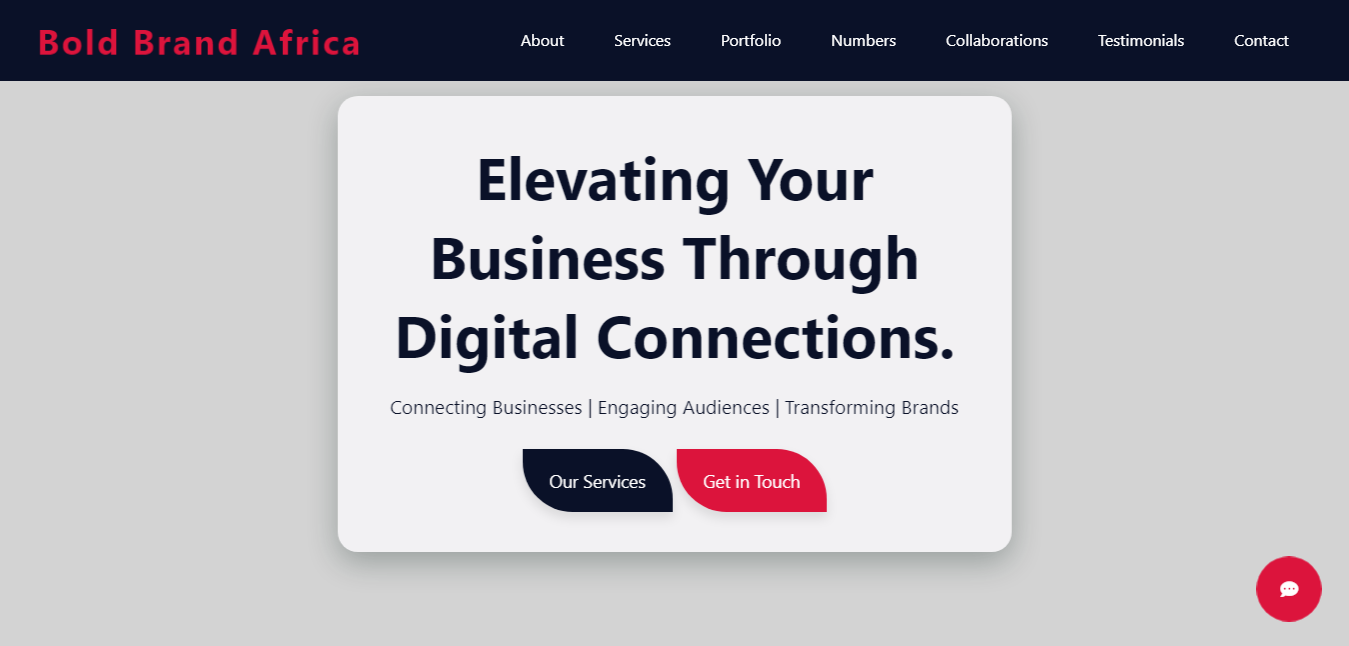 Bold Brand Africa
About Services Portfolio Numbers Collaborations Testimonials Contact
Elevating Your
Business Through
Digital Connections.
Connecting Businesses | Engaging Audiences | Transforming Brands
Our Services Get in Touch